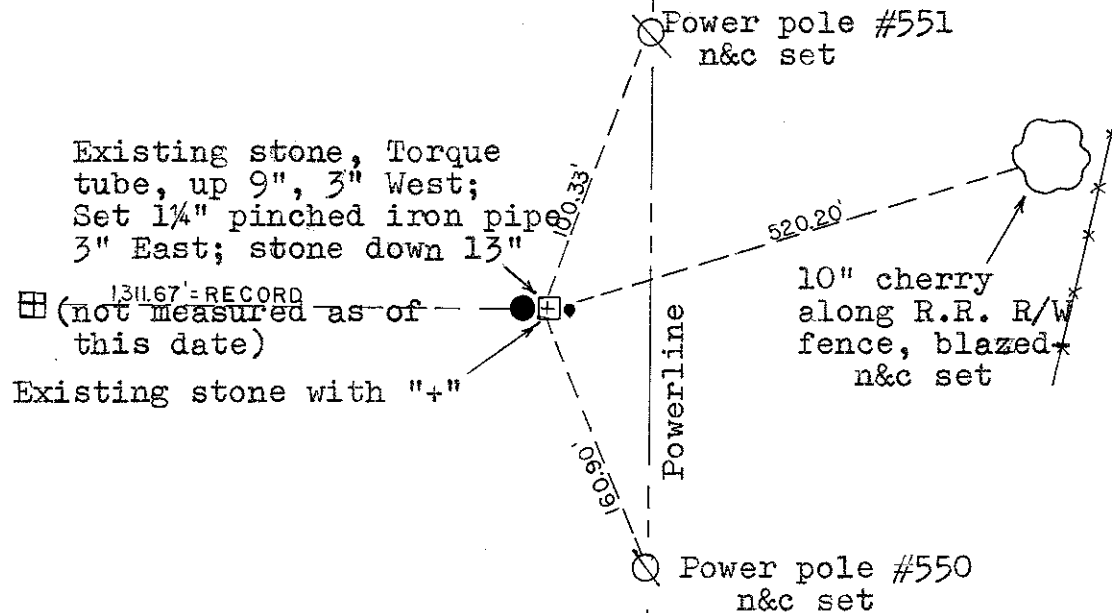 Power pole #551
n&c set
Existing stone, Torque
tube, up 9", 3" West;
Set 1¼" pinched iron pipe
3" East; stone down 13"
100.33'
520.20'
1311.67'=RECORD
(not measured as of
this date)
10" cherry
along R.R. R/W
fence, blazed
n&c set
Existing stone with "+"
Powerline
160.90'
Power pole #550
n&c set